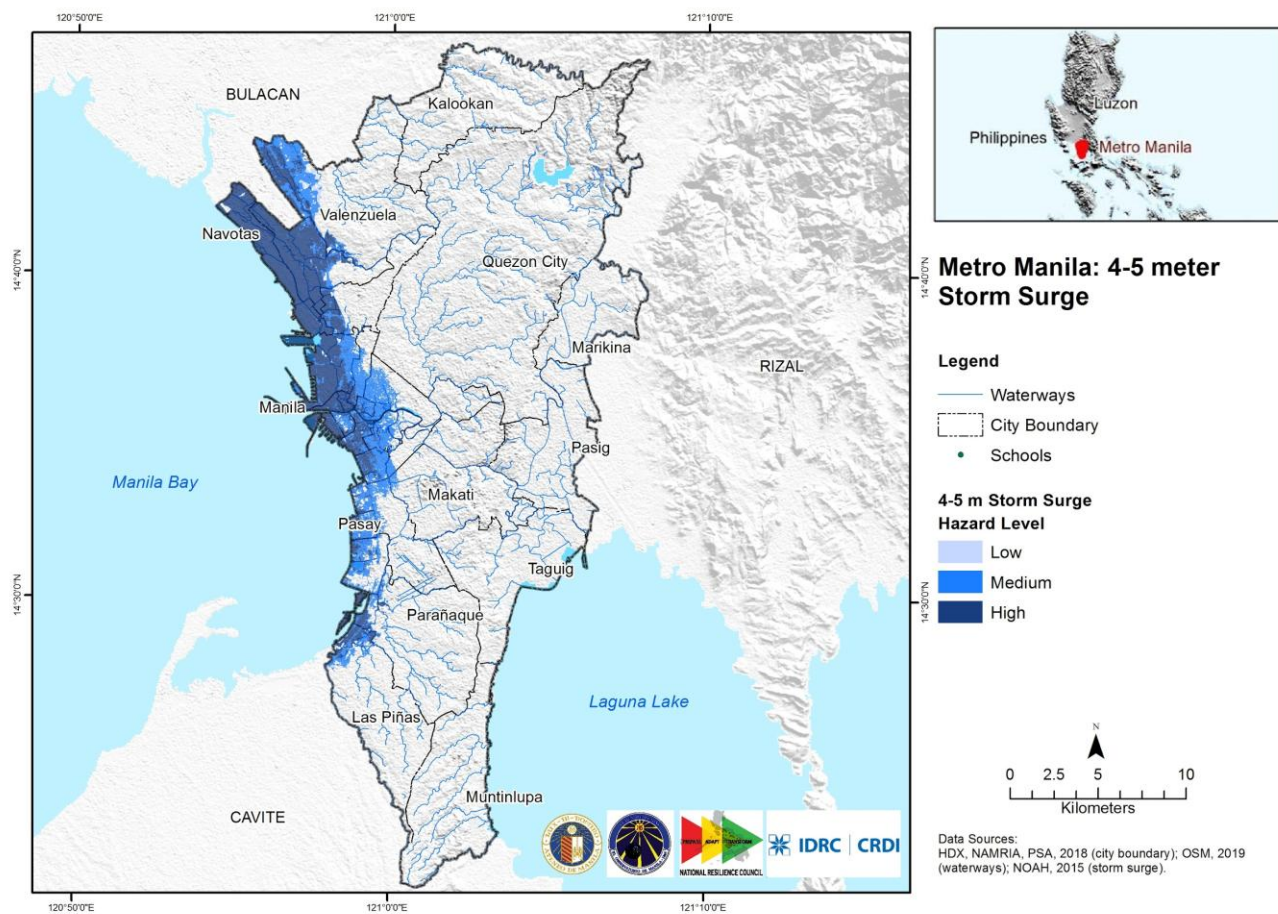 120°50'0"E
121°0'0"E
121°10'0"E
BULACAN
Kalookan
Valenzuela
Navotas
14°40'0"N
14°40'0"N
Quezon City
Marikina
RIZAL
Manila
Pasig
Manila Bay
Makati
Pasay
Taguig
14°30'0"N
14°30'0"N
Parañaque
Laguna Lake
Las Piñas
Muntinlupa
CAVITE
NATIONAL RESILIENCE COUNCIL
IDRC | CRDI
120°50'0"E
121°0'0"E
121°10'0"E
Luzon
Philippines
Metro Manila
Metro Manila: 4-5 meter
Storm Surge
Legend
Waterways
City Boundary
Schools
4-5 m Storm Surge
Hazard Level
Low
Medium
High
N
0 2.5 5 10
Kilometers
Data Sources:
HDX, NAMRIA, PSA, 2018 (city boundary); OSM, 2019
(waterways); NOAH, 2015 (storm surge).